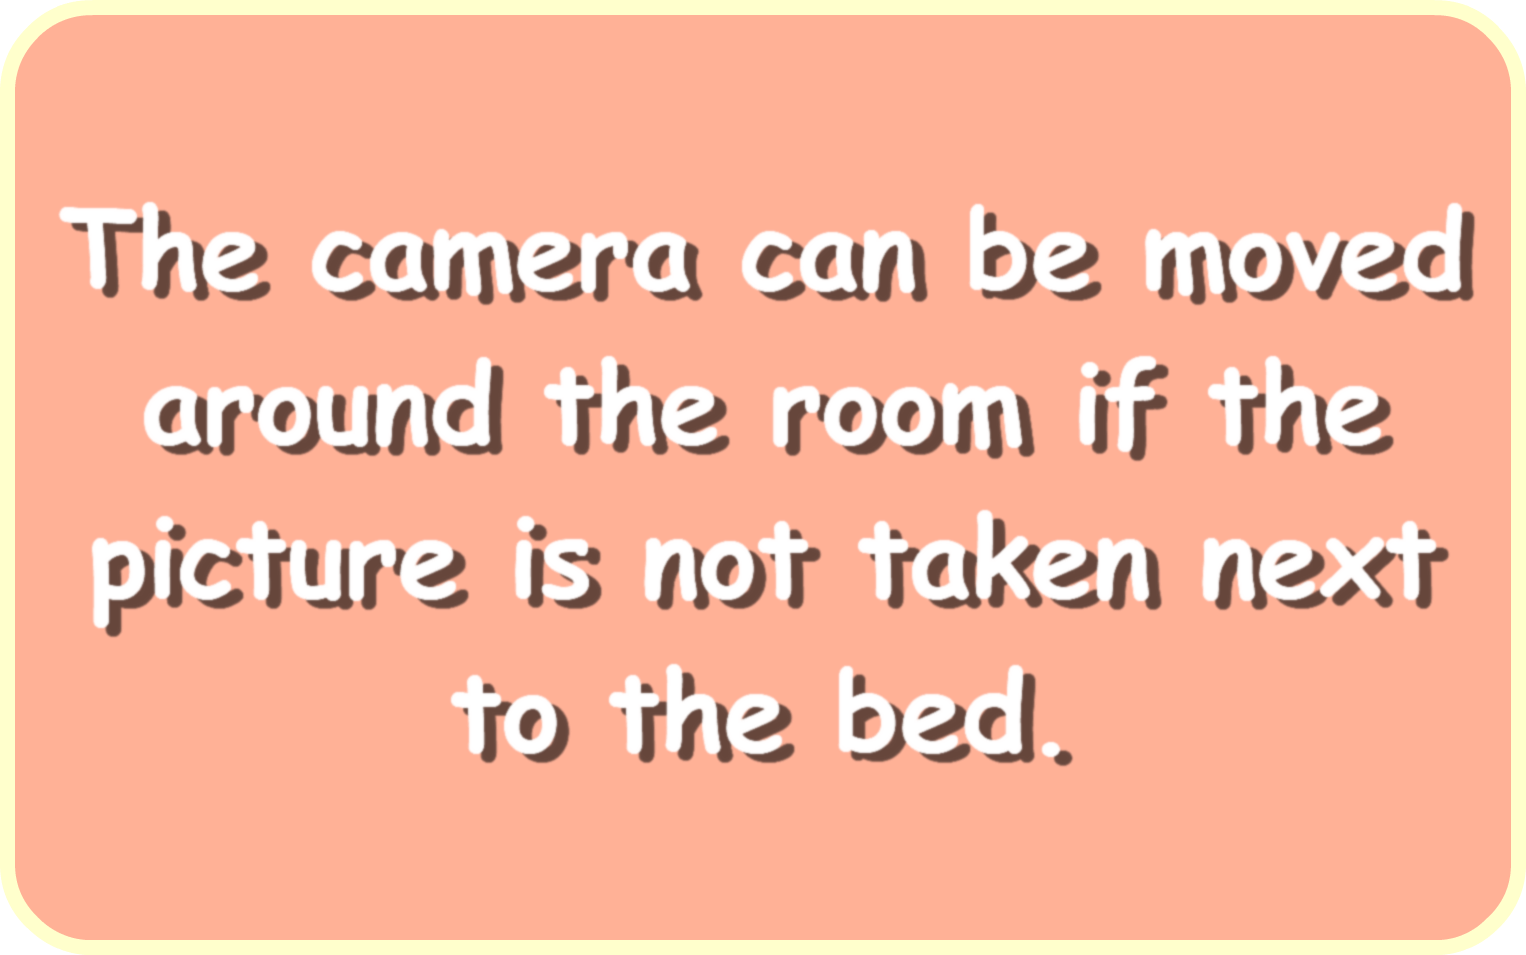 The camera can be moved
around the room if the
picture is not taken next
to the bed.